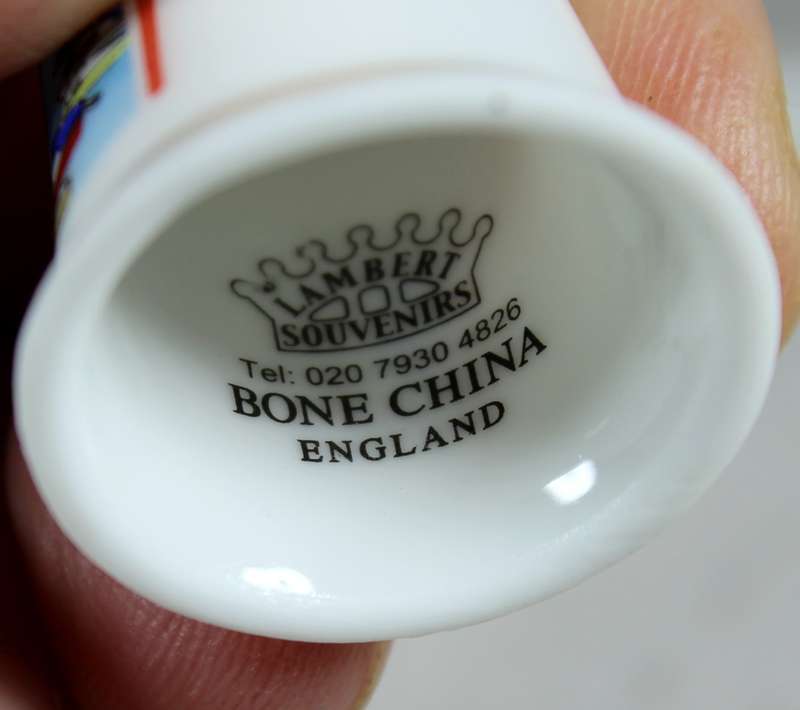 LAMBERT
SOUVENIRS
Tel: 020 7930 4826
BONE CHINA
ENGLAND